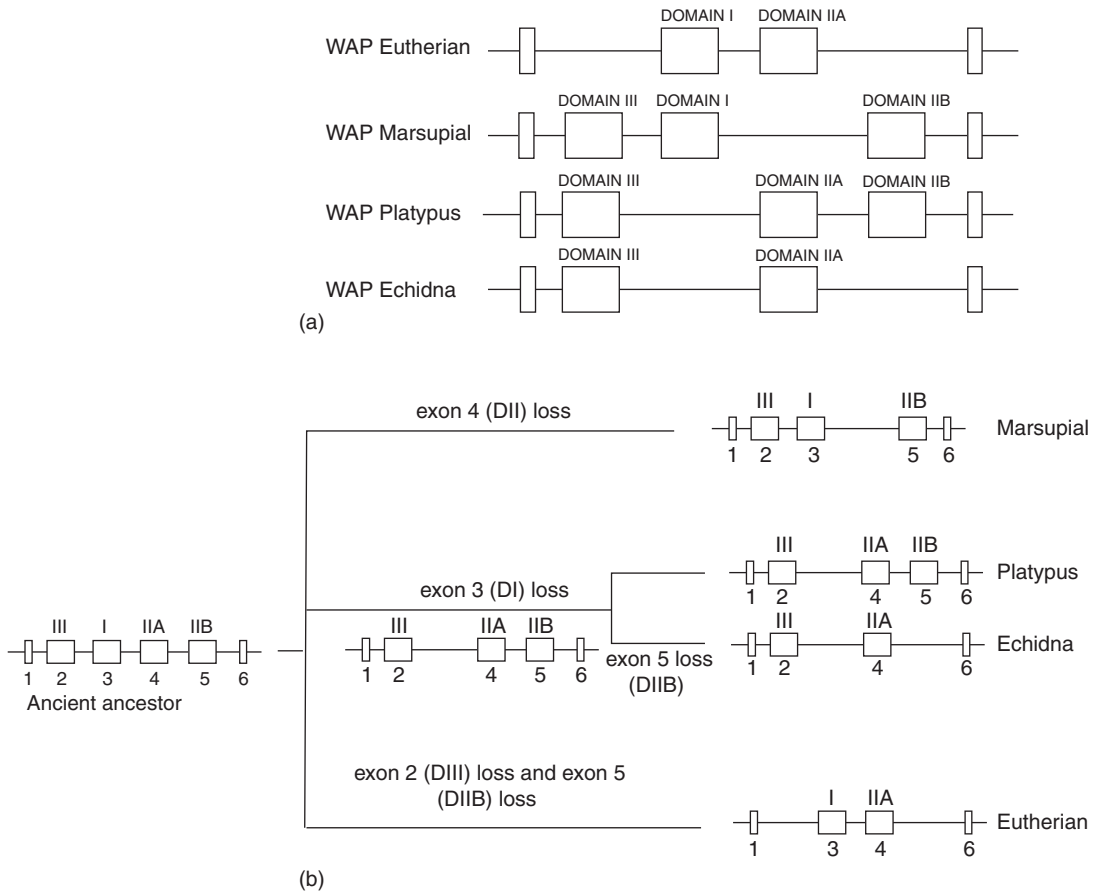 DOMAIN I DOMAIN IIA
WAP Eutherian
DOMAIN III DOMAIN I DOMAIN IIB
WAP Marsupial
DOMAIN III DOMAIN IIA DOMAIN IIB
WAP Platypus
DOMAIN III DOMAIN IIA
WAP Echidna
(a)
exon 4 (DII) loss
III I IIB
Marsupial
1 2 3 5 6
III IIA IIB
Platypus
1 2 4 5 6
exon 3 (DI) loss
III IIA IIB
1 2 4 5 6
III IIA
Echidna
1 2 4 6
exon 5 loss
(DIIB)
III I IIA IIB
1 2 3 4 5 6
Ancient ancestor
exon 2 (DIII) loss and exon 5
(DIIB) loss
I IIA
Eutherian
1 3 4 6
(b)